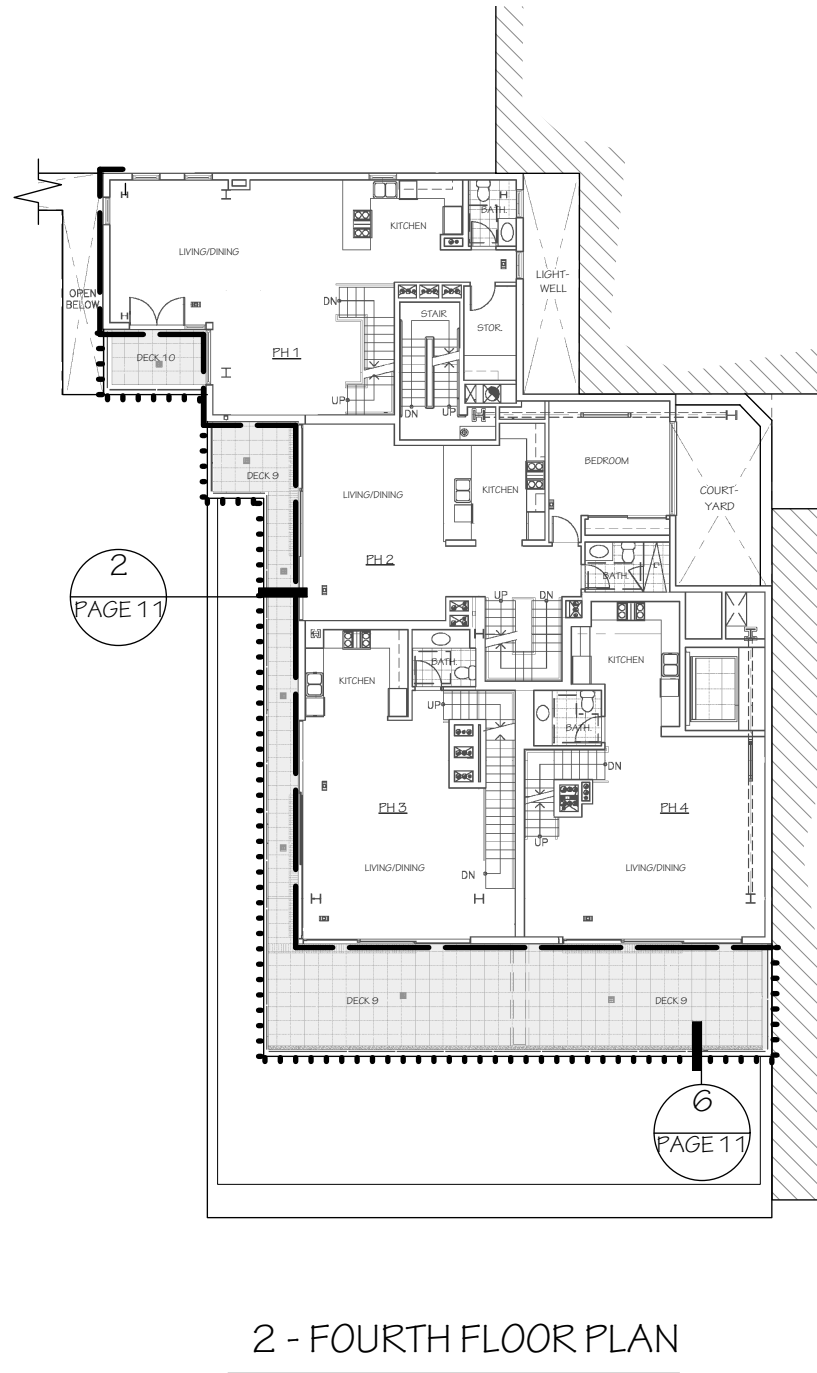 KITCHEN
BATH.
LIVING/DINING
LIGHT-
WELL
OPEN
BELOW
DN
STAIR
STOR.
DECK 10
PH 1
UP
DN
UP
BEDROOM
DECK 9
KITCHEN
LIVING/DINING
COURT-
YARD
PH 2
2
PAGE 11
BATH.
UP
DN
KITCHEN
BATH.
KITCHEN
UP
BATH.
DN
PH 3
PH 4
UP
LIVING/DINING
LIVING/DINING
DN
DECK 9
DECK 9
6
PAGE 11
2 - FOURTH FLOOR PLAN